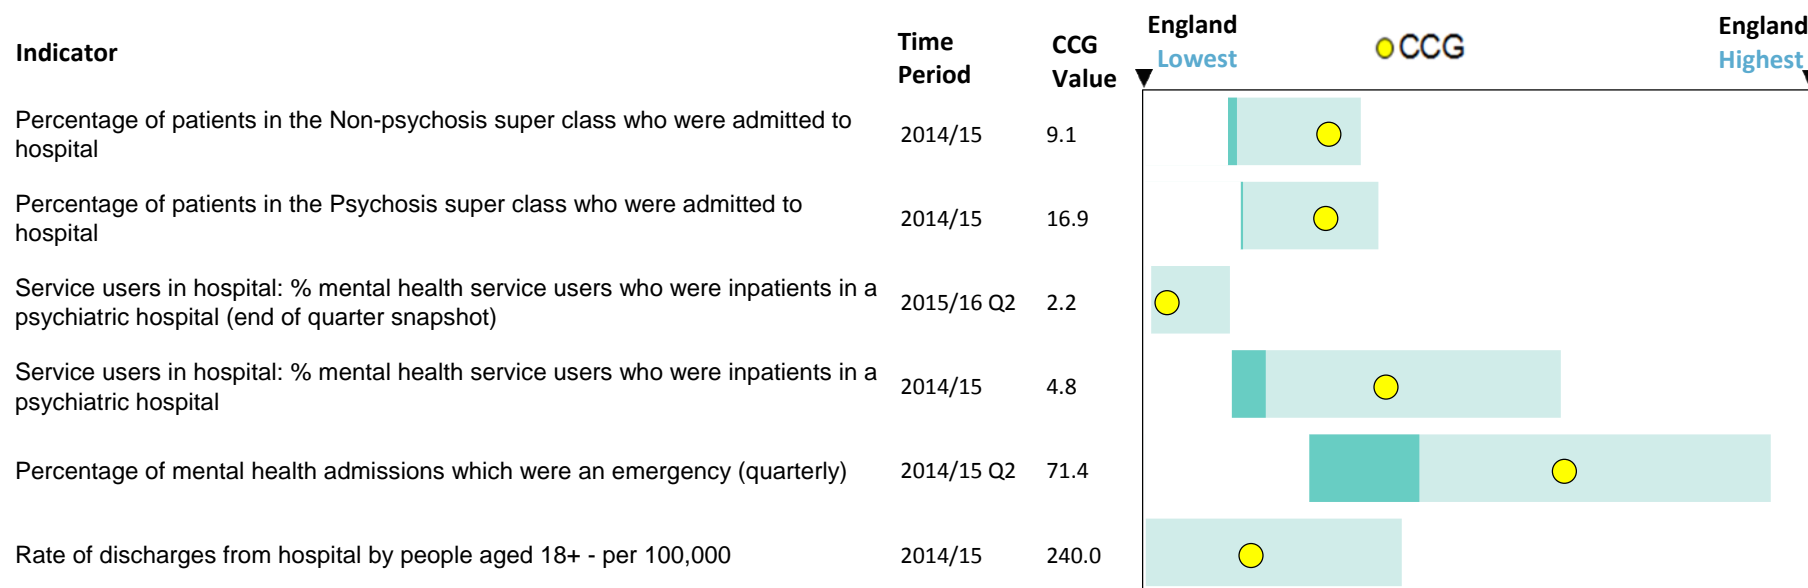 Indicator
Time Period
CCG Value
England Lowest
CCG
England Highest
Percentage of patients in the Non-psychosis super class who were admitted to
hospital
2014/15
9.1
Percentage of patients in the Psychosis super class who were admitted to
hospital
2014/15
16.9
Service users in hospital: % mental health service users who were inpatients in a
psychiatric hospital (end of quarter snapshot)
2015/16 Q2
2.2
Service users in hospital: % mental health service users who were inpatients in a
psychiatric hospital
2014/15
4.8
Percentage of mental health admissions which were an emergency (quarterly)
2014/15 Q2
71.4
Rate of discharges from hospital by people aged 18+ - per 100,000
2014/15
240.0